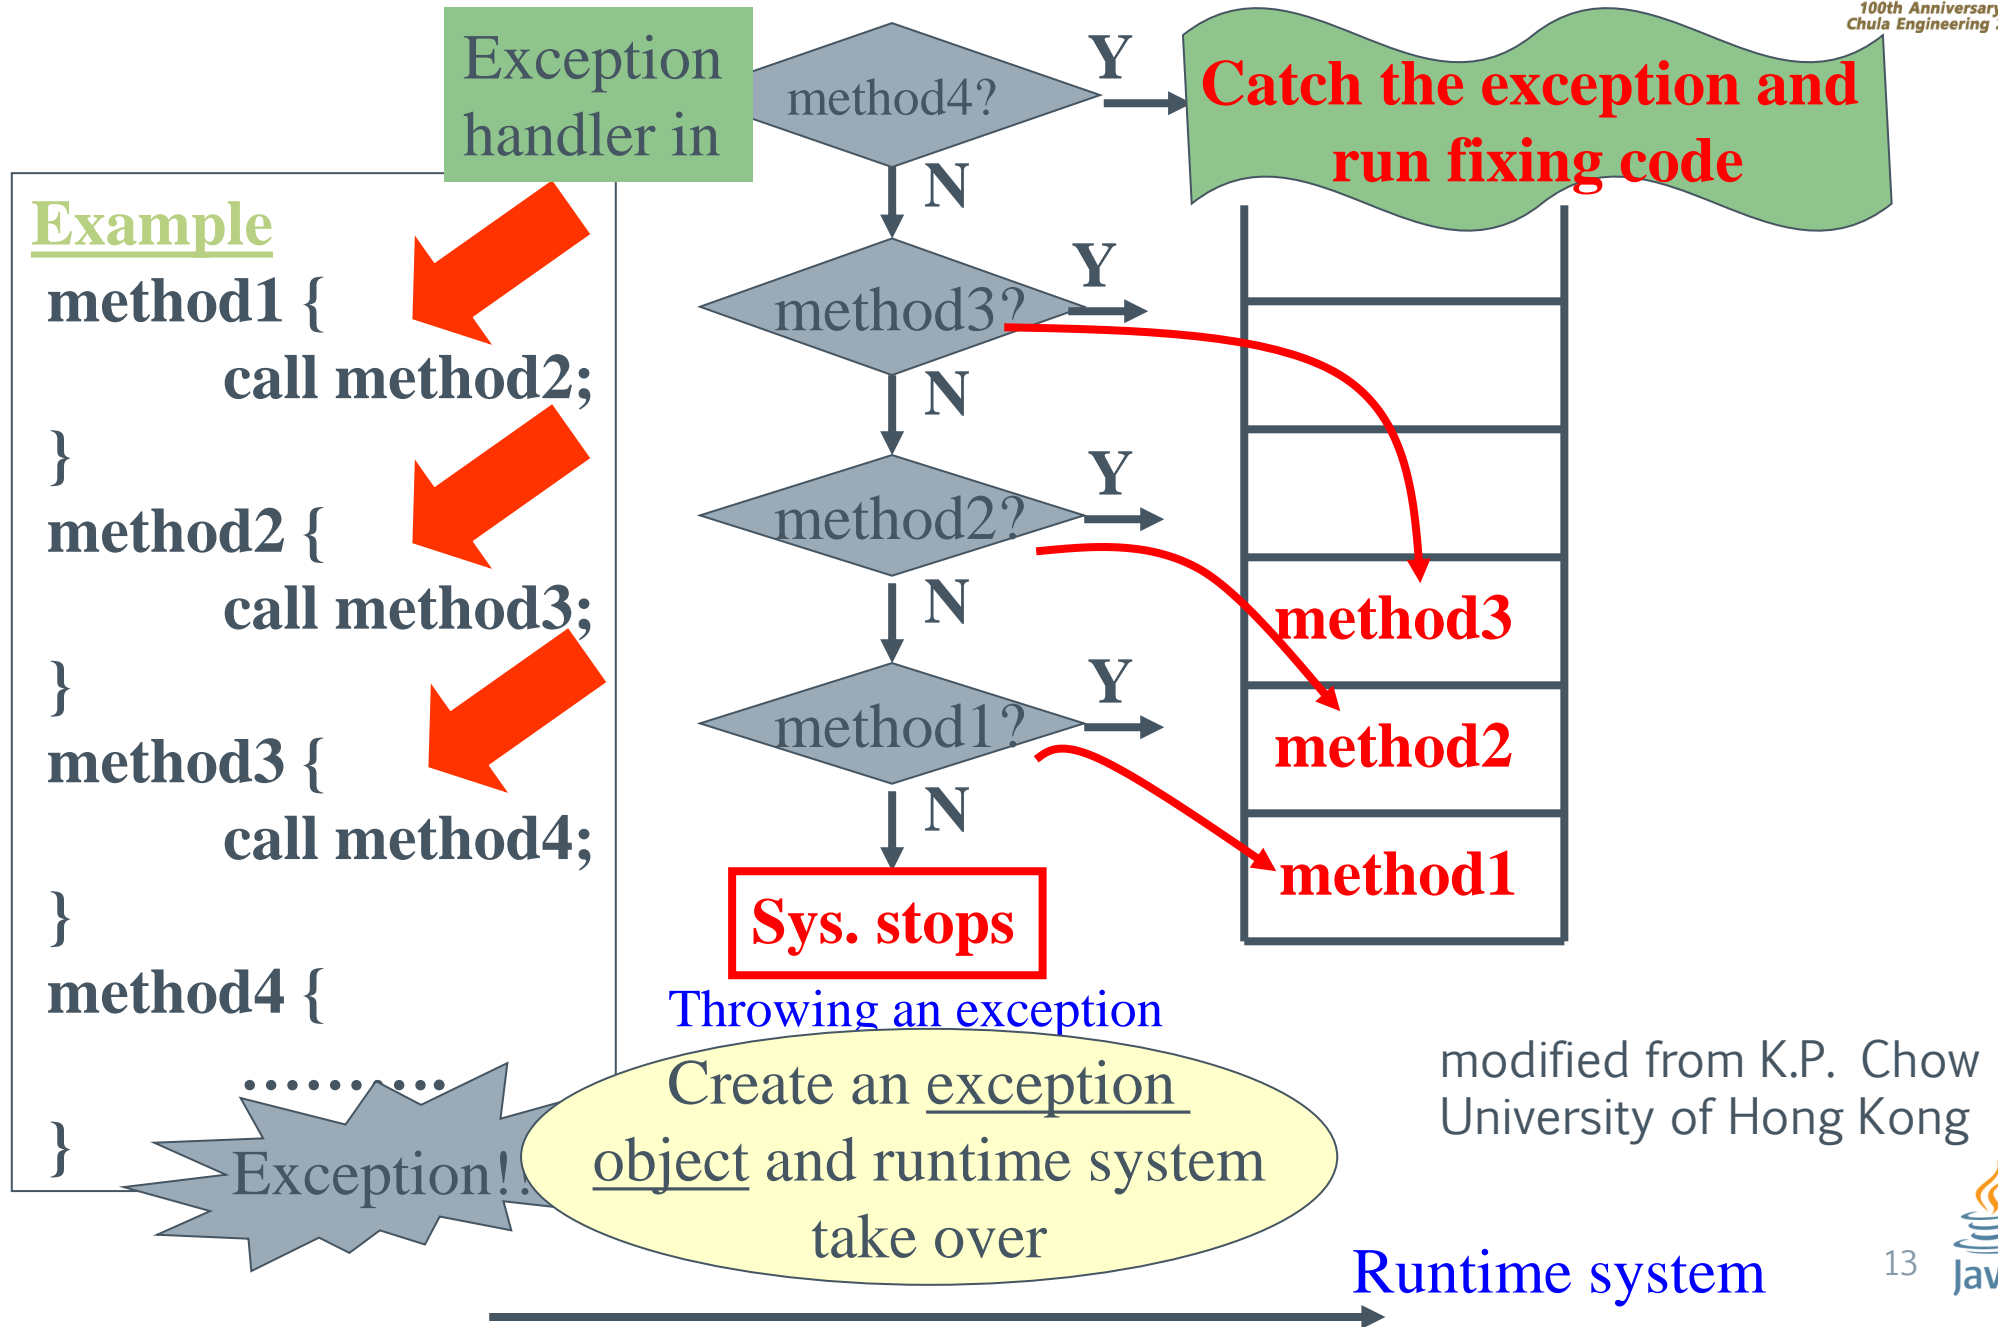 100th Anniversary
Chula Engineering
Exception
handler in
method4?
Y
Catch the exception and
run fixing code
N
Example
method1 {
call method2;
}
method2 {
call method3;
}
method3 {
call method4;
}
method4 {
..........
}
Exception!!
method3?
Y
N
method2?
Y
N
method1?
Y
N
Sys. stops
method3
method2
method1
Throwing an exception
Create an exception
object and runtime system
take over
modified from K.P. Chow
University of Hong Kong
Runtime system
13